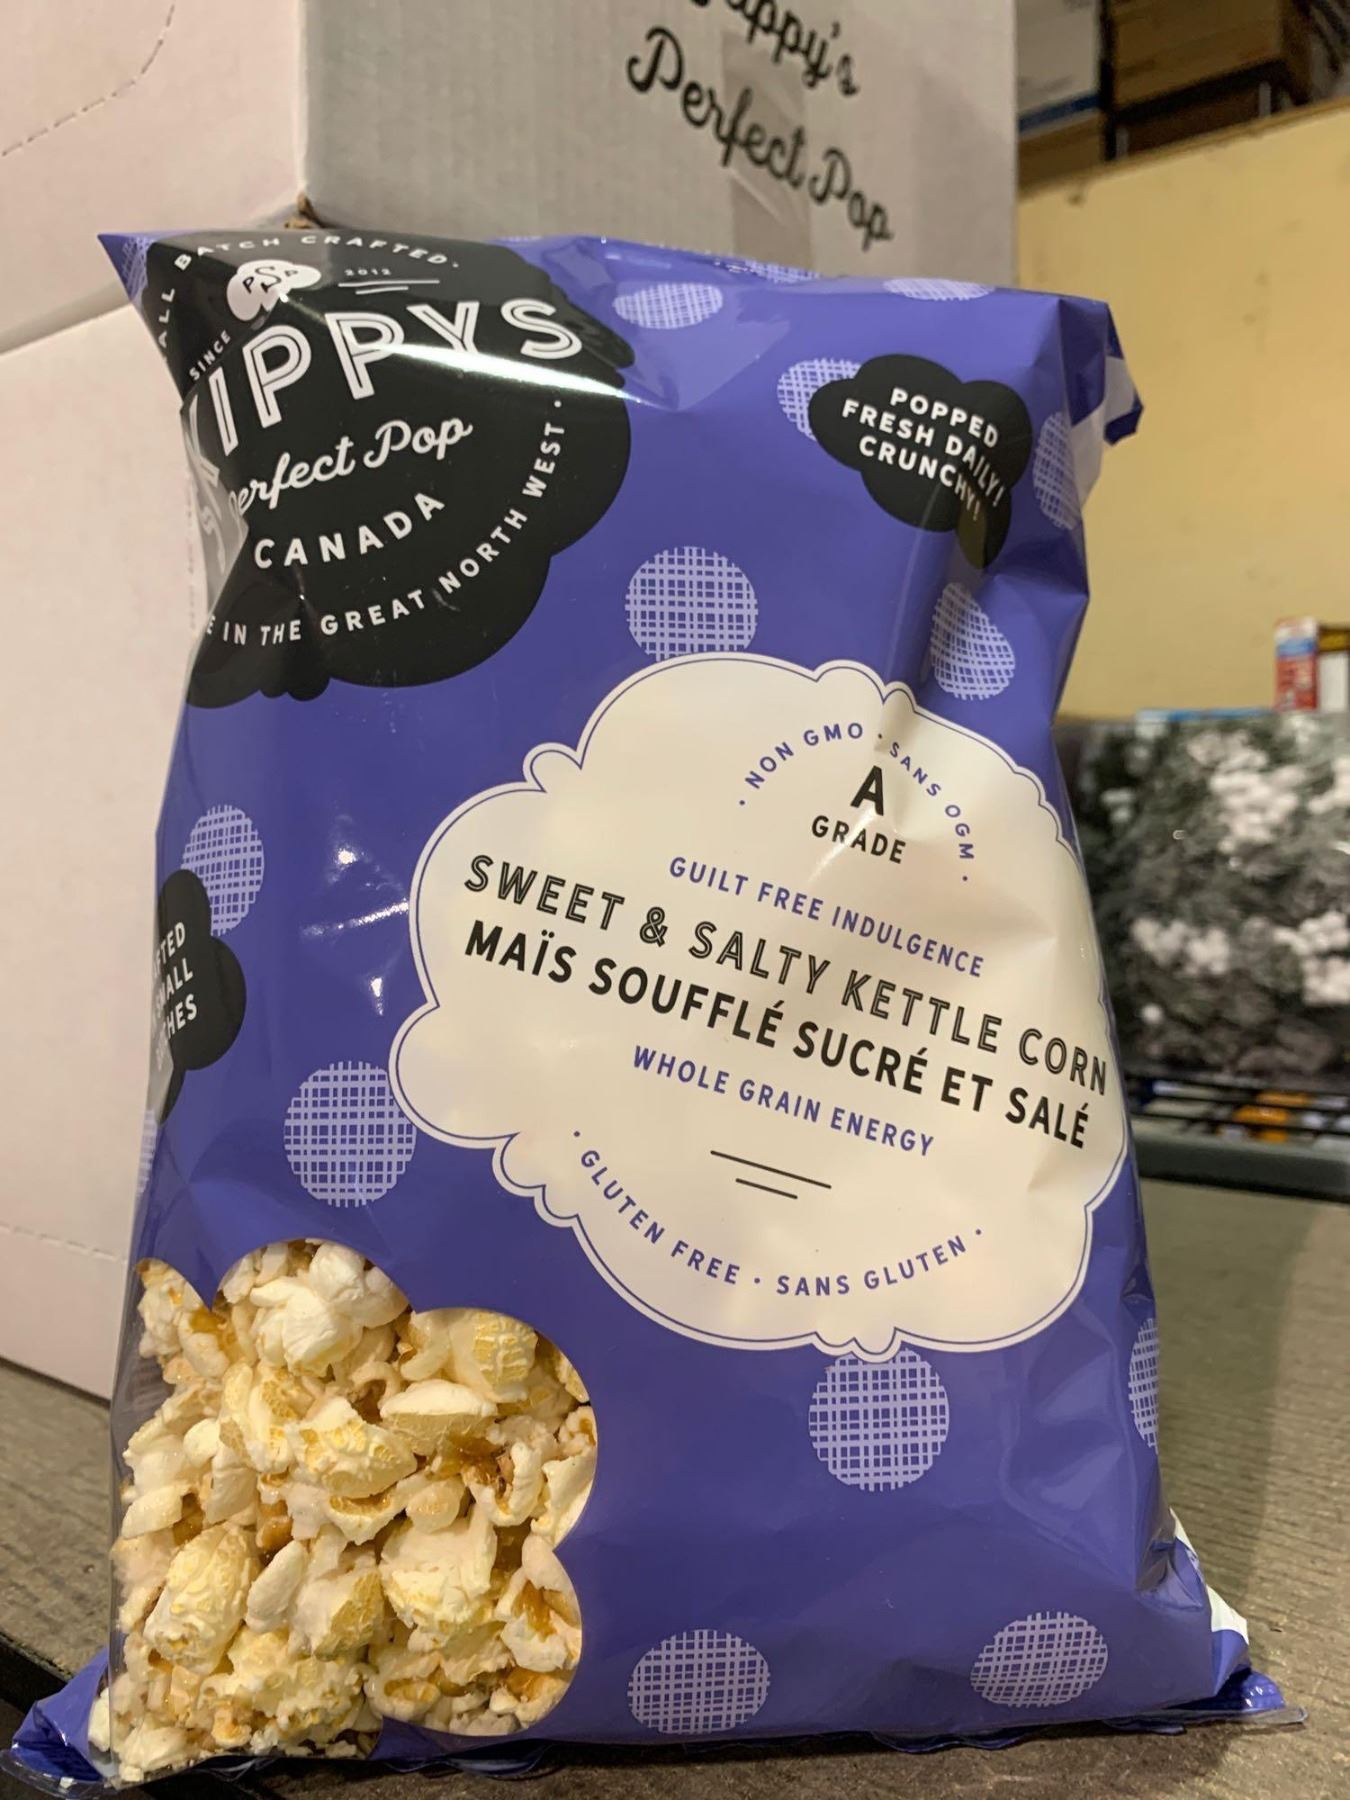 Perfect Pop
BATCH CRAFTED.
PSP
2012
SINCE
IPPYS
Perfect Pop
CANADA
IN THE GREAT NORTH WEST.
POPPED
FRESH DAILY!
CRUNCHY!
· NON GMO · SANS OGM ·
A
GRADE
GUILT FREE INDULGENCE
SWEET & SALTY KETTLE CORN
MAÏS SOUFFLÉ SUCRÉ ET SALÉ
WHOLE GRAIN ENERGY
· GLUTEN FREE · SANS GLUTEN ·